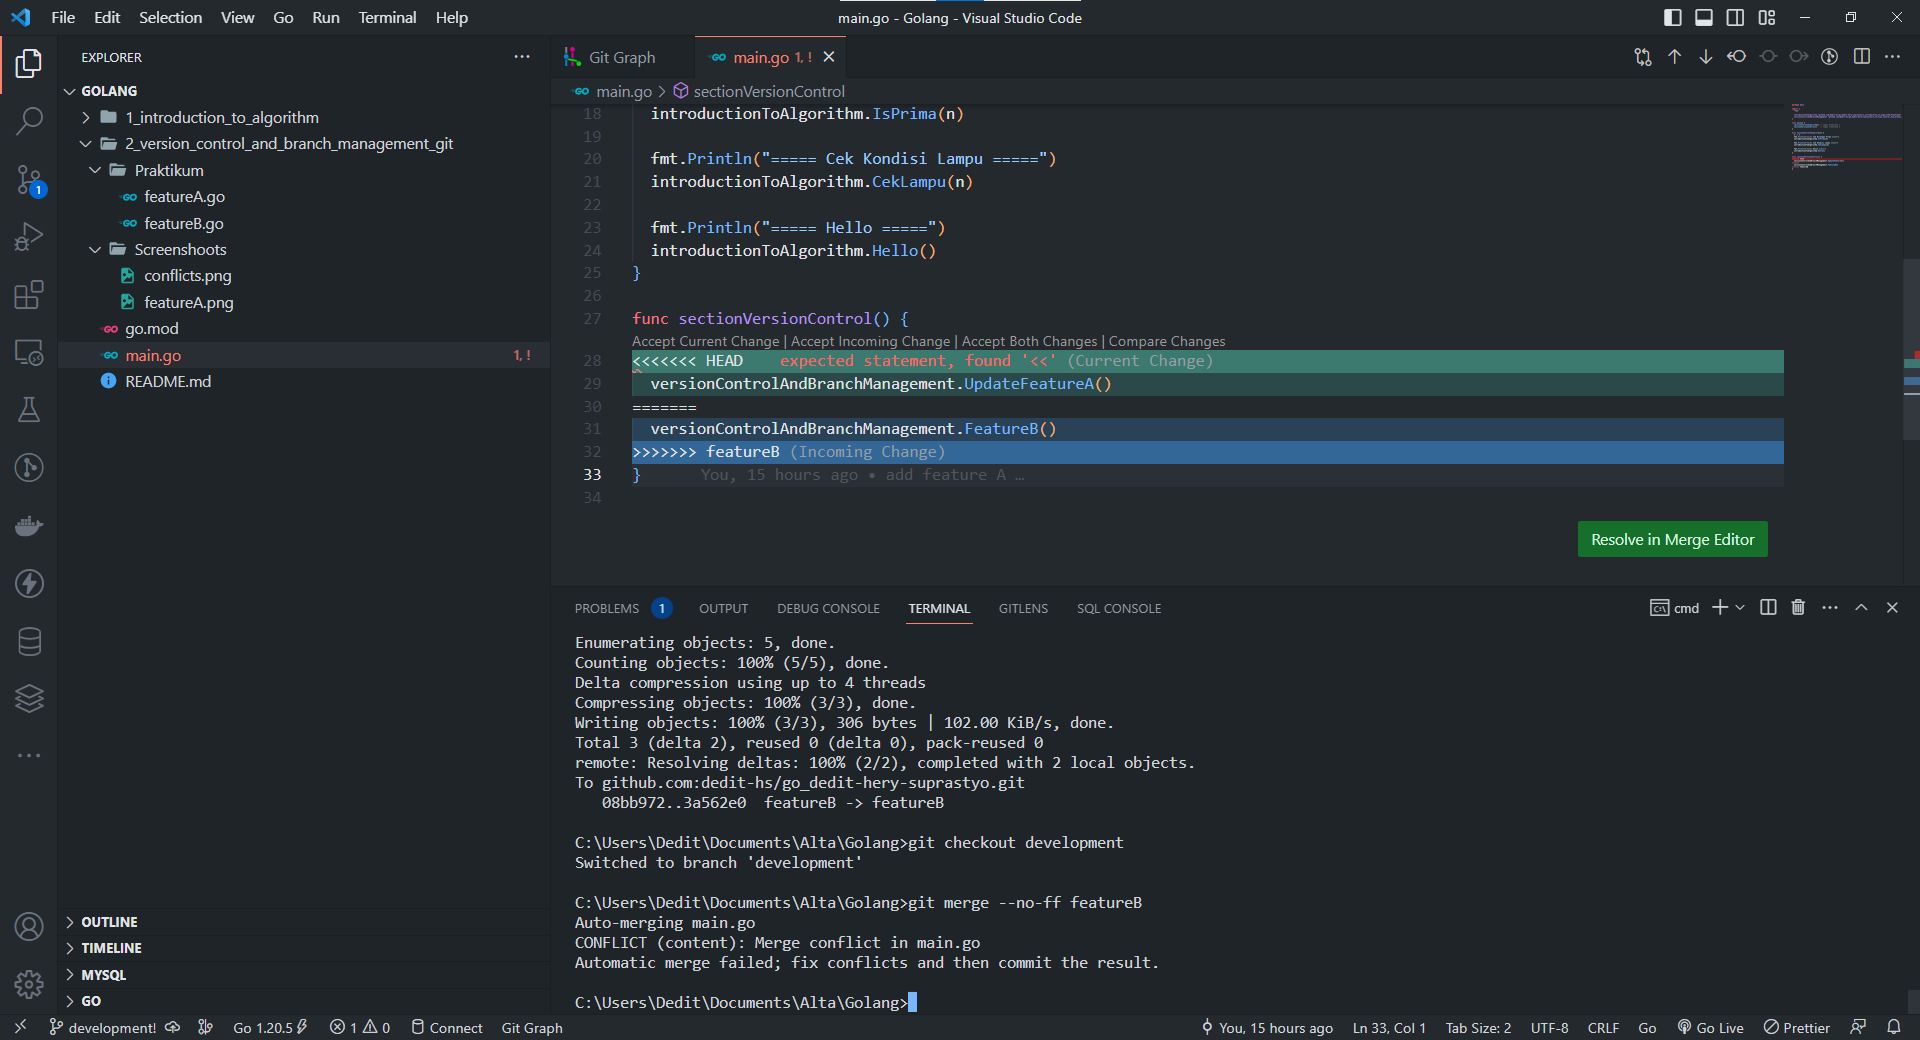 File Edit Selection View Go Run Terminal Help
main.go - Golang - Visual Studio Code
EXPLORER
GOLANG
1_introduction_to_algorithm
2_version_control_and_branch_management_git
Praktikum
featureA.go
featureB.go
Screenshoots
conflicts.png
featureA.png
go.mod
main.go 1, !
README.md
OUTLINE
TIMELINE
MYSQL
GO
1
Git Graph
main.go 1, !
main.go > sectionVersionControl
18 introductionToAlgorithm.IsPrima(n)
19
20 fmt.Println("===== Cek Kondisi Lampu =====")
21 introductionToAlgorithm.CekLampu(n)
22
23 fmt.Println("===== Hello =====")
24 introductionToAlgorithm.Hello()
25 }
26
27 func sectionVersionControl() {
Accept Current Change | Accept Incoming Change | Accept Both Changes | Compare Changes
28 <<<<<<< HEAD expected statement, found '<<' (Current Change)
29 versionControlAndBranchManagement.UpdateFeatureA()
30 =======
31 versionControlAndBranchManagement.FeatureB()
32 >>>>>>> featureB (Incoming Change)
33 } You, 15 hours ago • add feature A …
34
Resolve in Merge Editor
PROBLEMS 1 OUTPUT DEBUG CONSOLE TERMINAL GITLENS SQL CONSOLE
cmd
Enumerating objects: 5, done.
Counting objects: 100% (5/5), done.
Delta compression using up to 4 threads
Compressing objects: 100% (3/3), done.
Writing objects: 100% (3/3), 306 bytes | 102.00 KiB/s, done.
Total 3 (delta 2), reused 0 (delta 0), pack-reused 0
remote: Resolving deltas: 100% (2/2), completed with 2 local objects.
To github.com:dedit-hs/go_dedit-hery-suprastyo.git
08bb972..3a562e0 featureB -> featureB
C:\Users\Dedit\Documents\Alta\Golang>git checkout development
Switched to branch 'development'
C:\Users\Dedit\Documents\Alta\Golang>git merge --no-ff featureB
Auto-merging main.go
CONFLICT (content): Merge conflict in main.go
Automatic merge failed; fix conflicts and then commit the result.
C:\Users\Dedit\Documents\Alta\Golang>
development! Go 1.20.5 1 0 Connect Git Graph
You, 15 hours ago Ln 33, Col 1 Tab Size: 2 UTF-8 CRLF Go Go Live Prettier